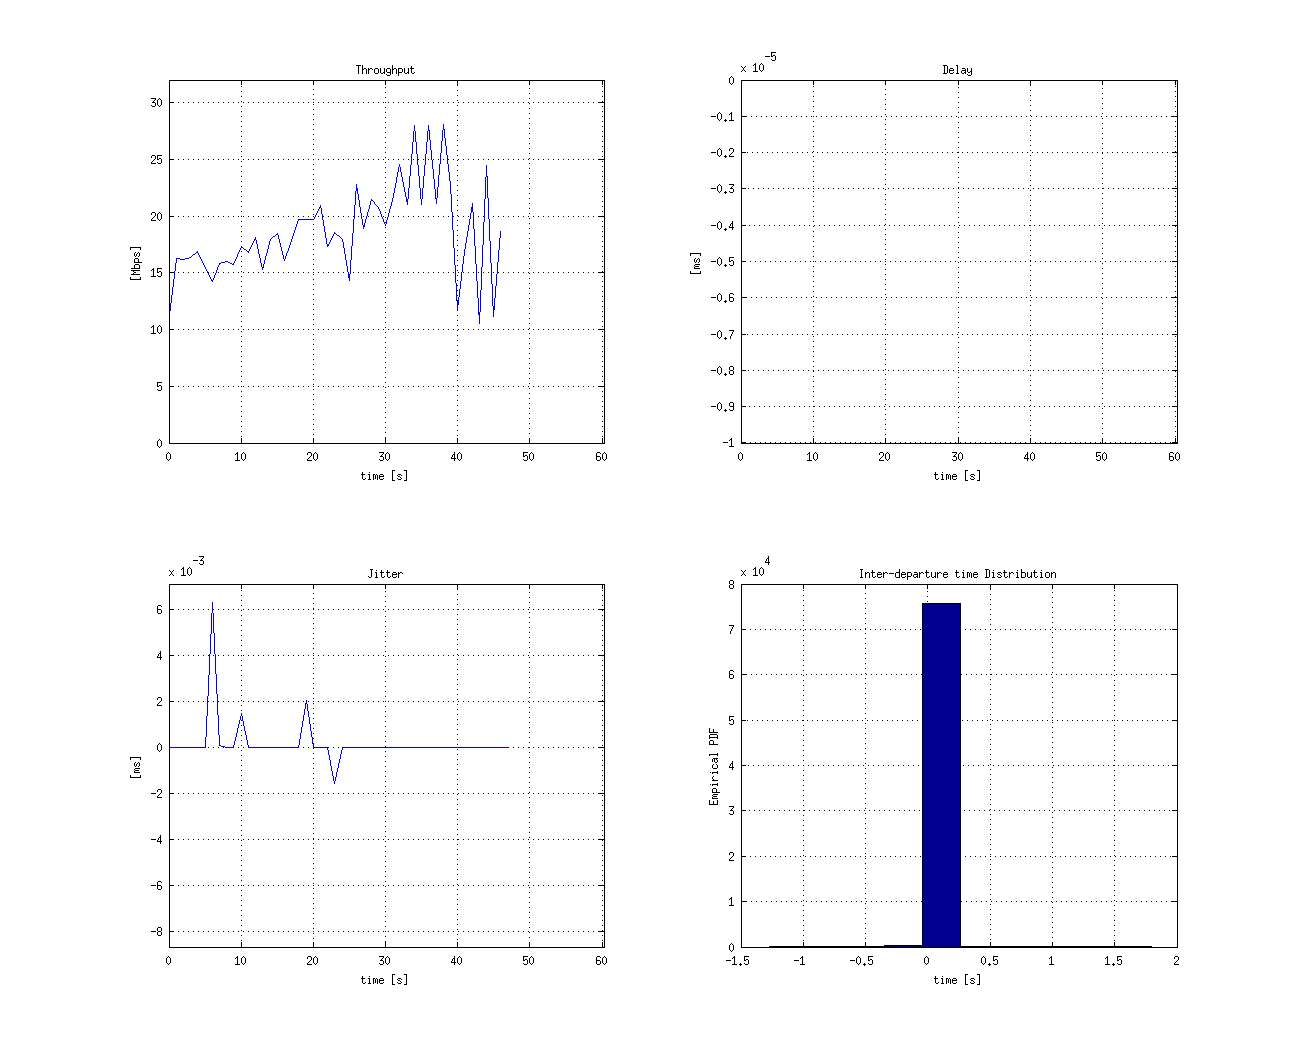 Throughput
30
25
20
15
10
5
0
[Mbps]
0 10 20 30 40 50 60
time [s]
x 10^-5
Delay
0
-0.1
-0.2
-0.3
-0.4
-0.5
-0.6
-0.7
-0.8
-0.9
-1
[ms]
0 10 20 30 40 50 60
time [s]
x 10^-3
Jitter
6
4
2
0
-2
-4
-6
-8
[ms]
0 10 20 30 40 50 60
time [s]
x 10^4
Inter-departure time Distribution
8
7
6
5
4
3
2
1
0
Empirical PDF
-1.5 -1 -0.5 0 0.5 1 1.5 2
time [s]